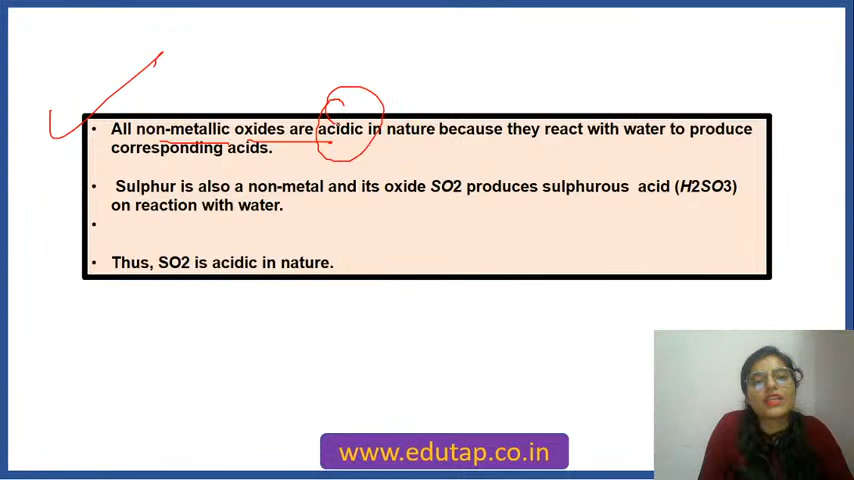 • All non-metallic oxides are acidic in nature because they react with water to produce
corresponding acids.
• Sulphur is also a non-metal and its oxide SO2 produces sulphurous acid (H2SO3)
on reaction with water.
•
• Thus, SO2 is acidic in nature.
www.edutap.co.in